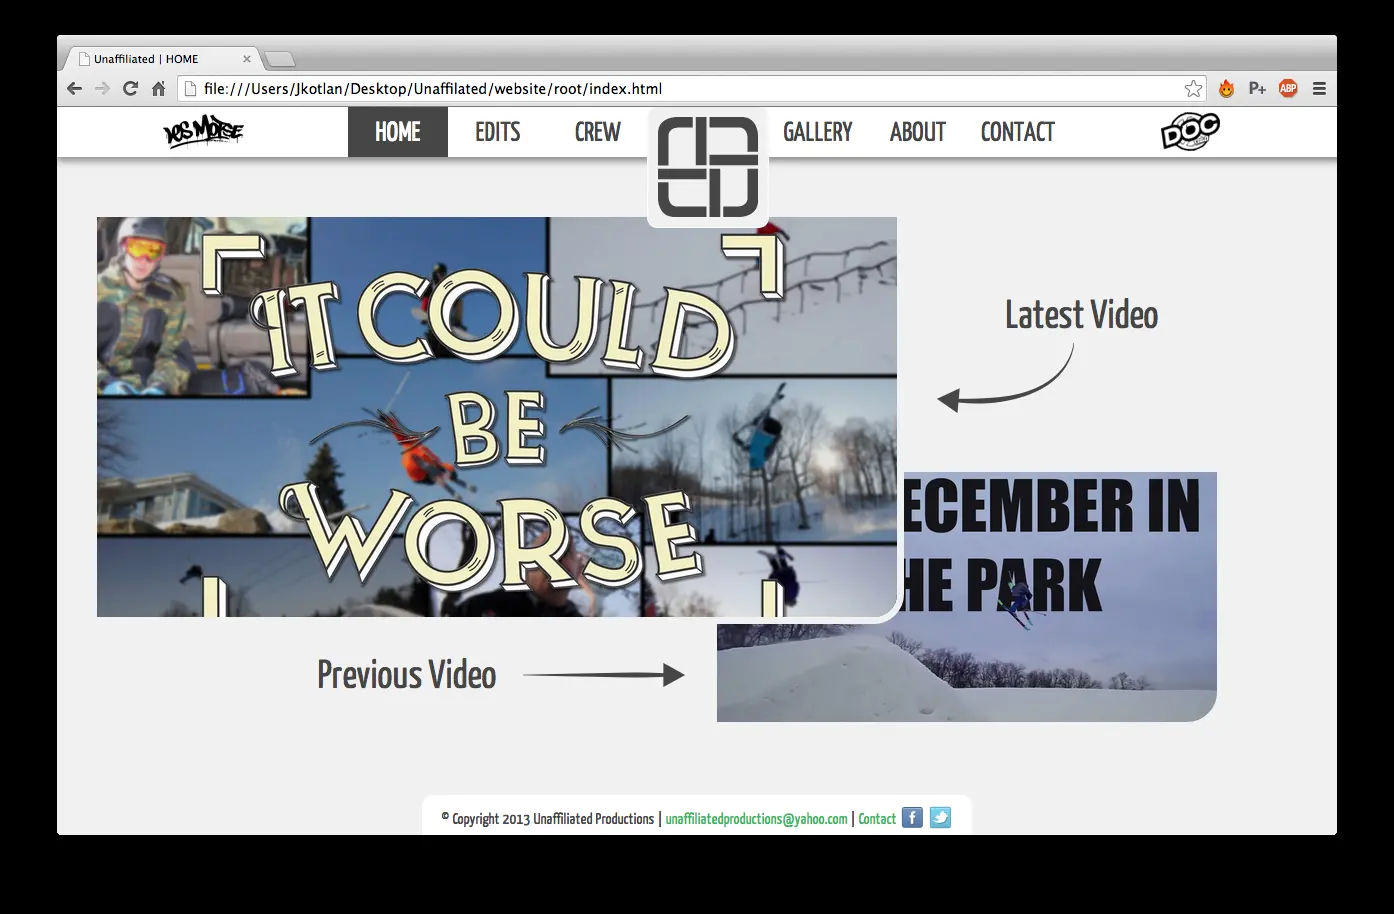 Unaffiliated | HOME
file:///Users/Jkotlan/Desktop/Unaffilated/website/root/index.html
P+
ABP
HOME
EDITS
CREW
GALLERY
ABOUT
CONTACT
DOC
IT COULD
BE
WORSE
Latest Video
ECEMBER IN
HE PARK
Previous Video
© Copyright 2013 Unaffiliated Productions | unaffiliatedproductions@yahoo.com | Contact